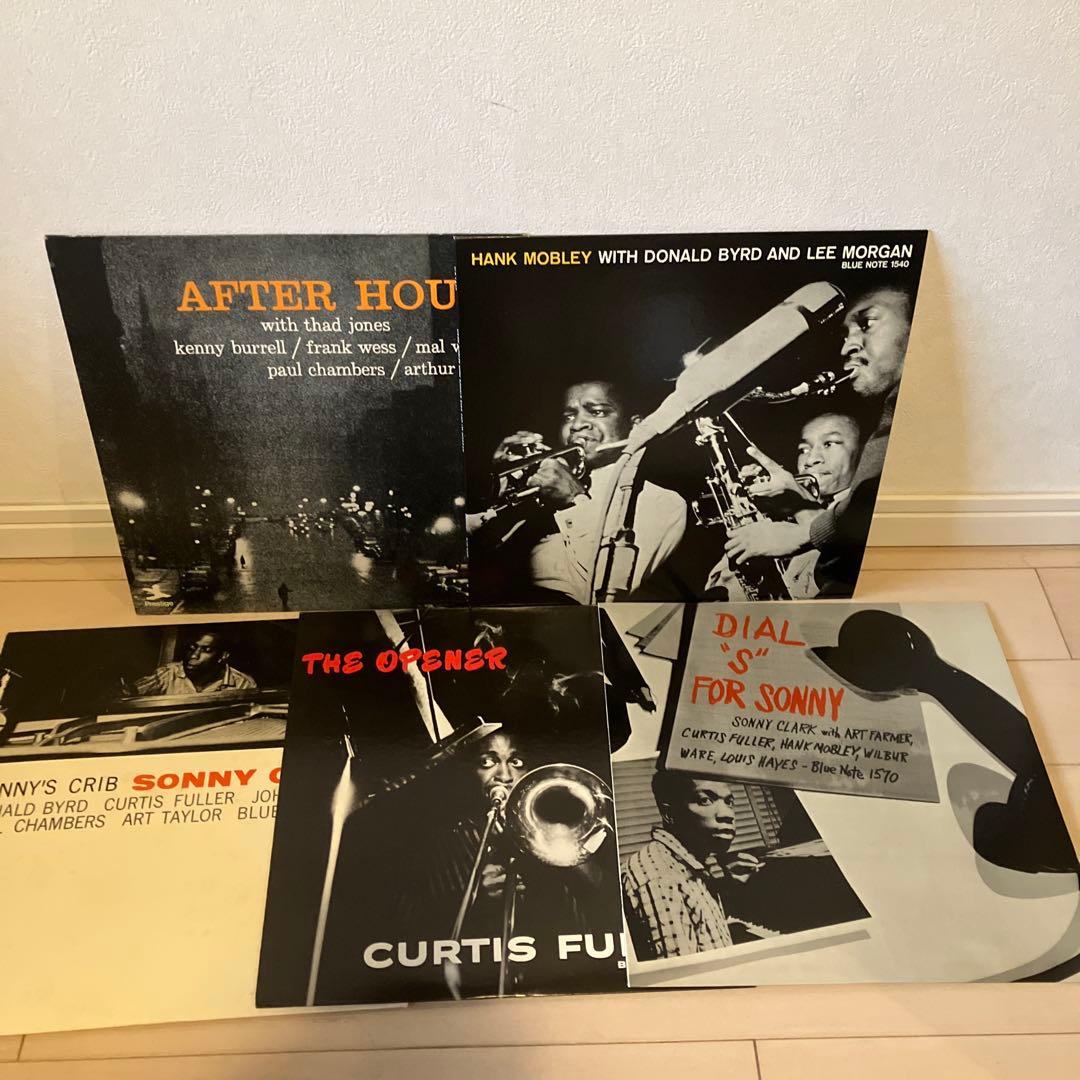 AFTER HOU
with thad jones
kenny burrell / frank wess / mal
paul chambers / arthur
Prestige
HANK MOBLEY WITH DONALD BYRD AND LEE MORGAN
BLUE NOTE 1540
NNY'S CRIB SONNY C
NALD BYRD CURTIS FULLER JOH
CHAMBERS ART TAYLOR BLUE
THE OPENER
CURTIS FUL
B
DIAL
"S"
FOR SONNY
SONNY CLARK with ART FARMER,
CURTIS FULLER, HANK MOBLEY, WILBUR
WARE, LOUIS HAYES - Blue Note 1570